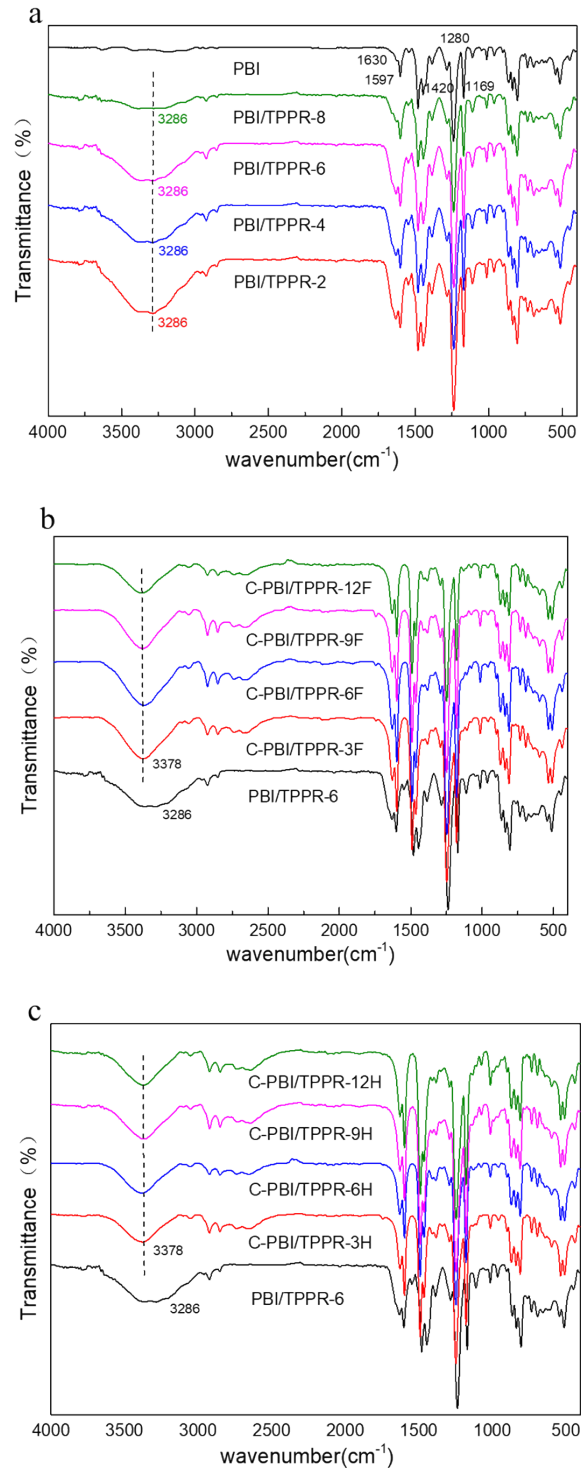 a
1280
1630
PBI
1597
1420
1169
3286
PBI/TPPR-8
PBI/TPPR-6
3286
PBI/TPPR-4
3286
PBI/TPPR-2
3286
Transmittance（%）
4000 3500 3000 2500 2000 1500 1000 500
wavenumber(cm-1)
b
C-PBI/TPPR-12F
C-PBI/TPPR-9F
C-PBI/TPPR-6F
C-PBI/TPPR-3F
3378
PBI/TPPR-6
3286
Transmittance（%）
4000 3500 3000 2500 2000 1500 1000 500
wavenumber(cm-1)
c
C-PBI/TPPR-12H
C-PBI/TPPR-9H
C-PBI/TPPR-6H
C-PBI/TPPR-3H
3378
PBI/TPPR-6
3286
Transmittance（%）
4000 3500 3000 2500 2000 1500 1000 500
wavenumber(cm-1)